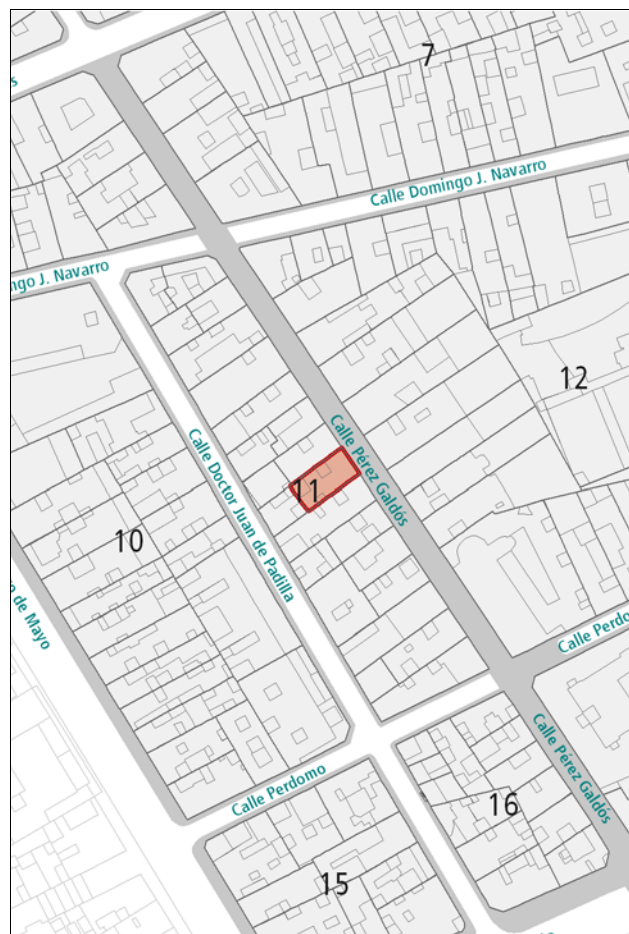 7
s
Calle Domingo J. Navarro
ngo J. Navarro
12
Calle Pérez Galdós
11
Calle Doctor Juan de Padilla
10
o de Mayo
Calle Perdo
Calle Pérez Galdós
Calle Perdomo
16
15